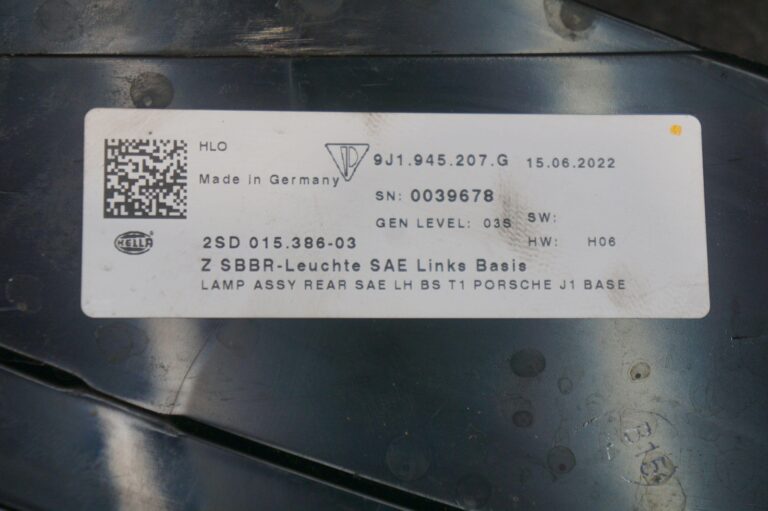 HLO
9J1.945.207.G 15.06.2022
Made in Germany
SN: 0039678
GEN LEVEL: 03S SW:
HELLA 2SD 015.386-03 HW: H06
Z SBBR-Leuchte SAE Links Basis
LAMP ASSY REAR SAE LH BS T1 PORSCHE J1 BASE
B15